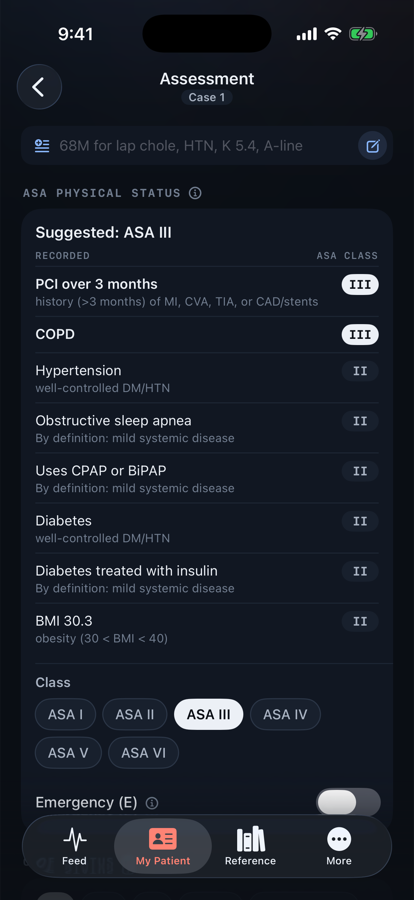 9:41
Assessment
Case 1
68M for lap chole, HTN, K 5.4, A-line
ASA PHYSICAL STATUS
Suggested: ASA III
RECORDED ASA CLASS
PCI over 3 months III
history (>3 months) of MI, CVA, TIA, or CAD/stents
COPD III
Hypertension II
well-controlled DM/HTN
Obstructive sleep apnea II
By definition: mild systemic disease
Uses CPAP or BiPAP II
By definition: mild systemic disease
Diabetes II
well-controlled DM/HTN
Diabetes treated with insulin II
By definition: mild systemic disease
BMI 30.3 II
obesity (30 < BMI < 40)
Class
ASA I ASA II ASA III ASA IV
ASA V ASA VI
Emergency (E)
Feed My Patient Reference More